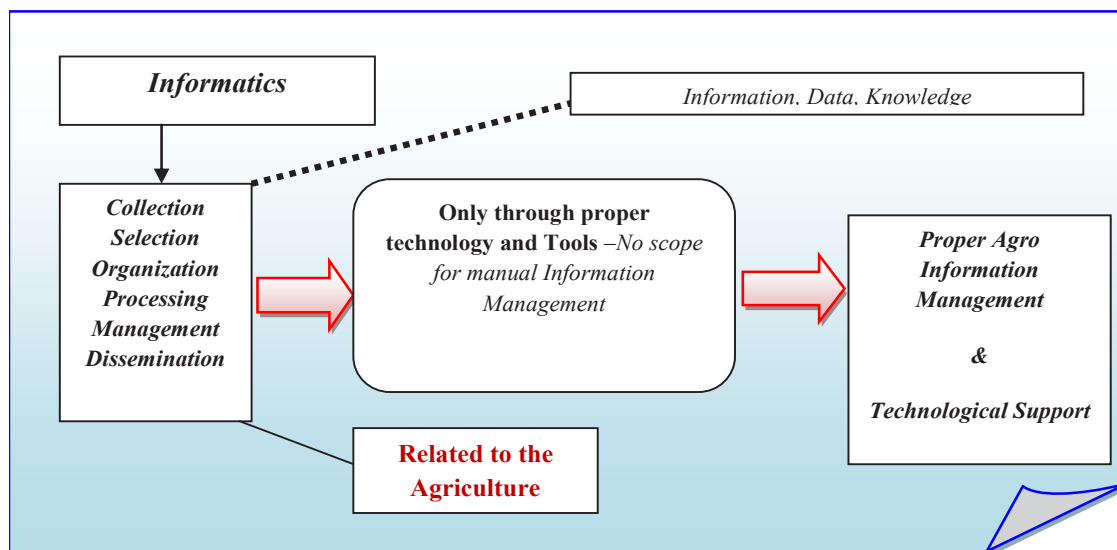 Informatics
Information, Data, Knowledge
Collection
Selection
Organization
Processing
Management
Dissemination
Only through proper
technology and Tools –No scope
for manual Information
Management
Proper Agro
Information
Management
&
Technological Support
Related to the
Agriculture